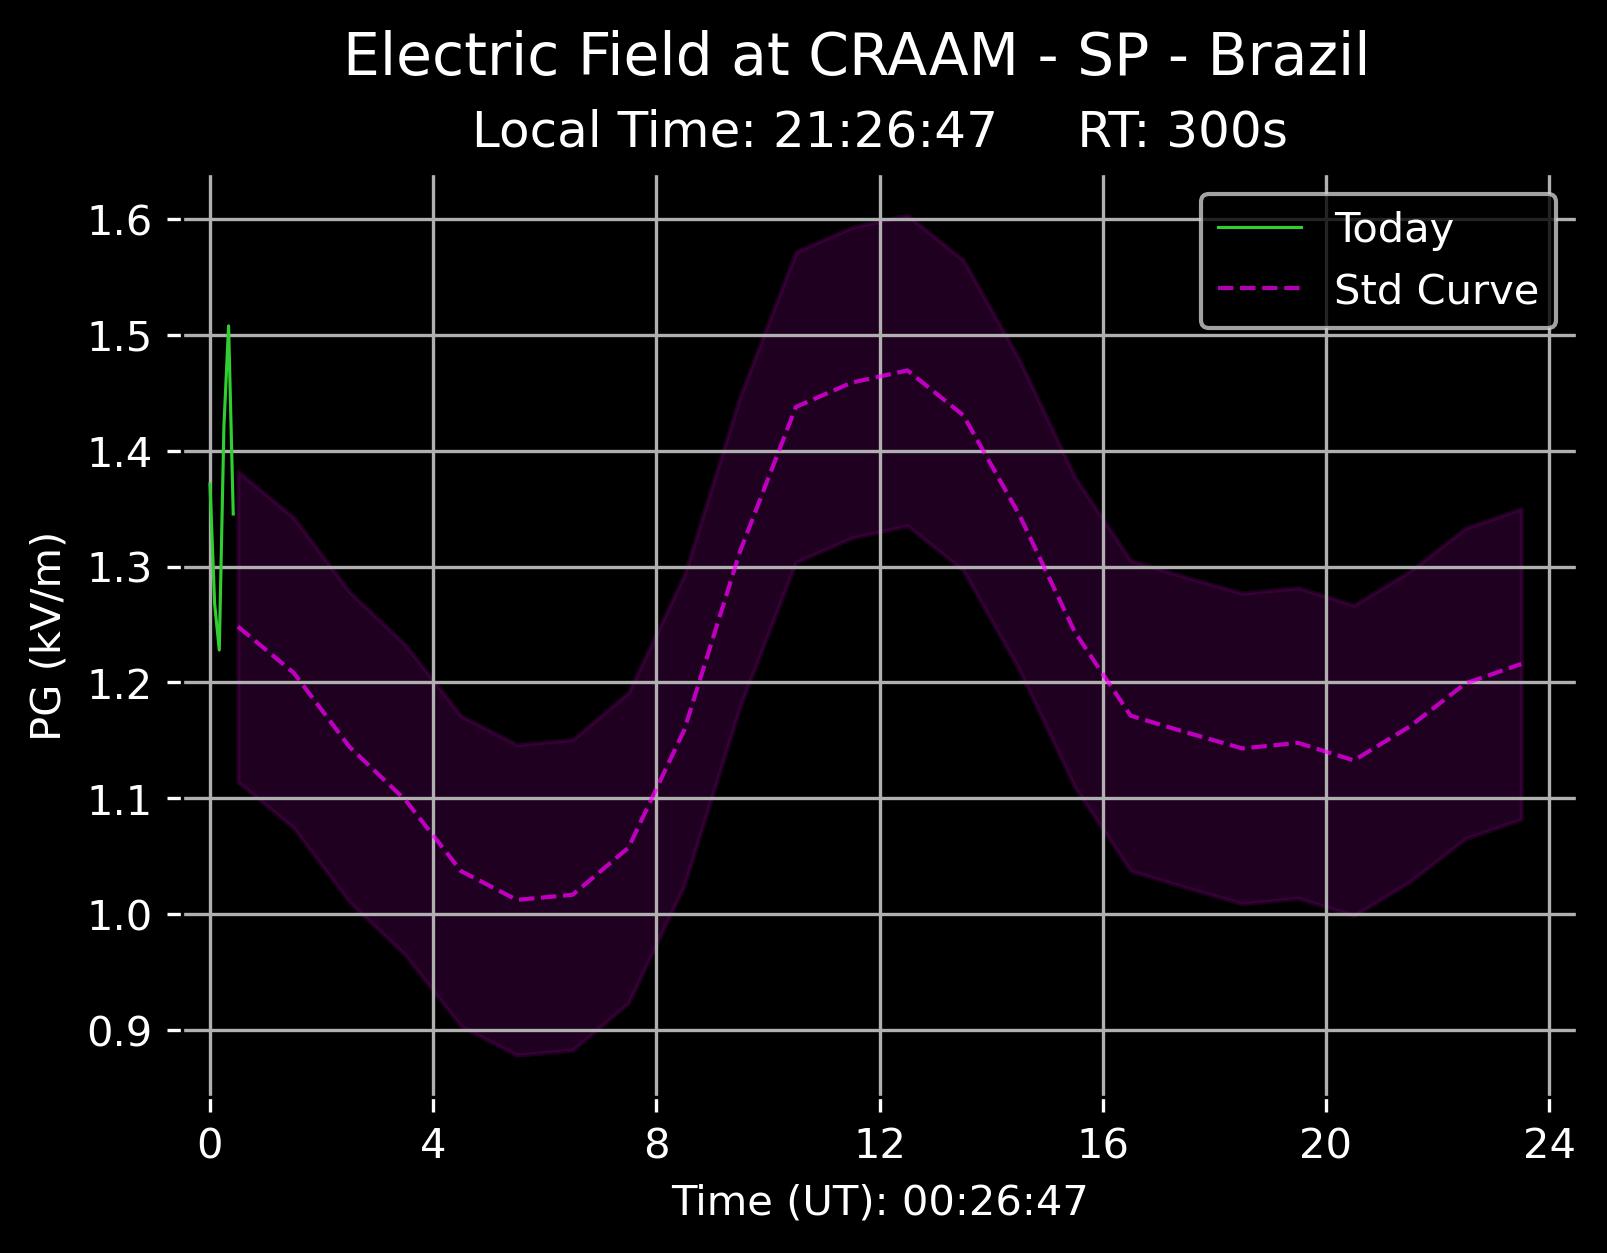 Electric Field at CRAAM - SP - Brazil
Local Time: 21:26:47 RT: 300s
Today
Std Curve
1.6
1.5
1.4
1.3
1.2
1.1
1.0
0.9
PG (kV/m)
0 4 8 12 16 20 24
Time (UT): 00:26:47